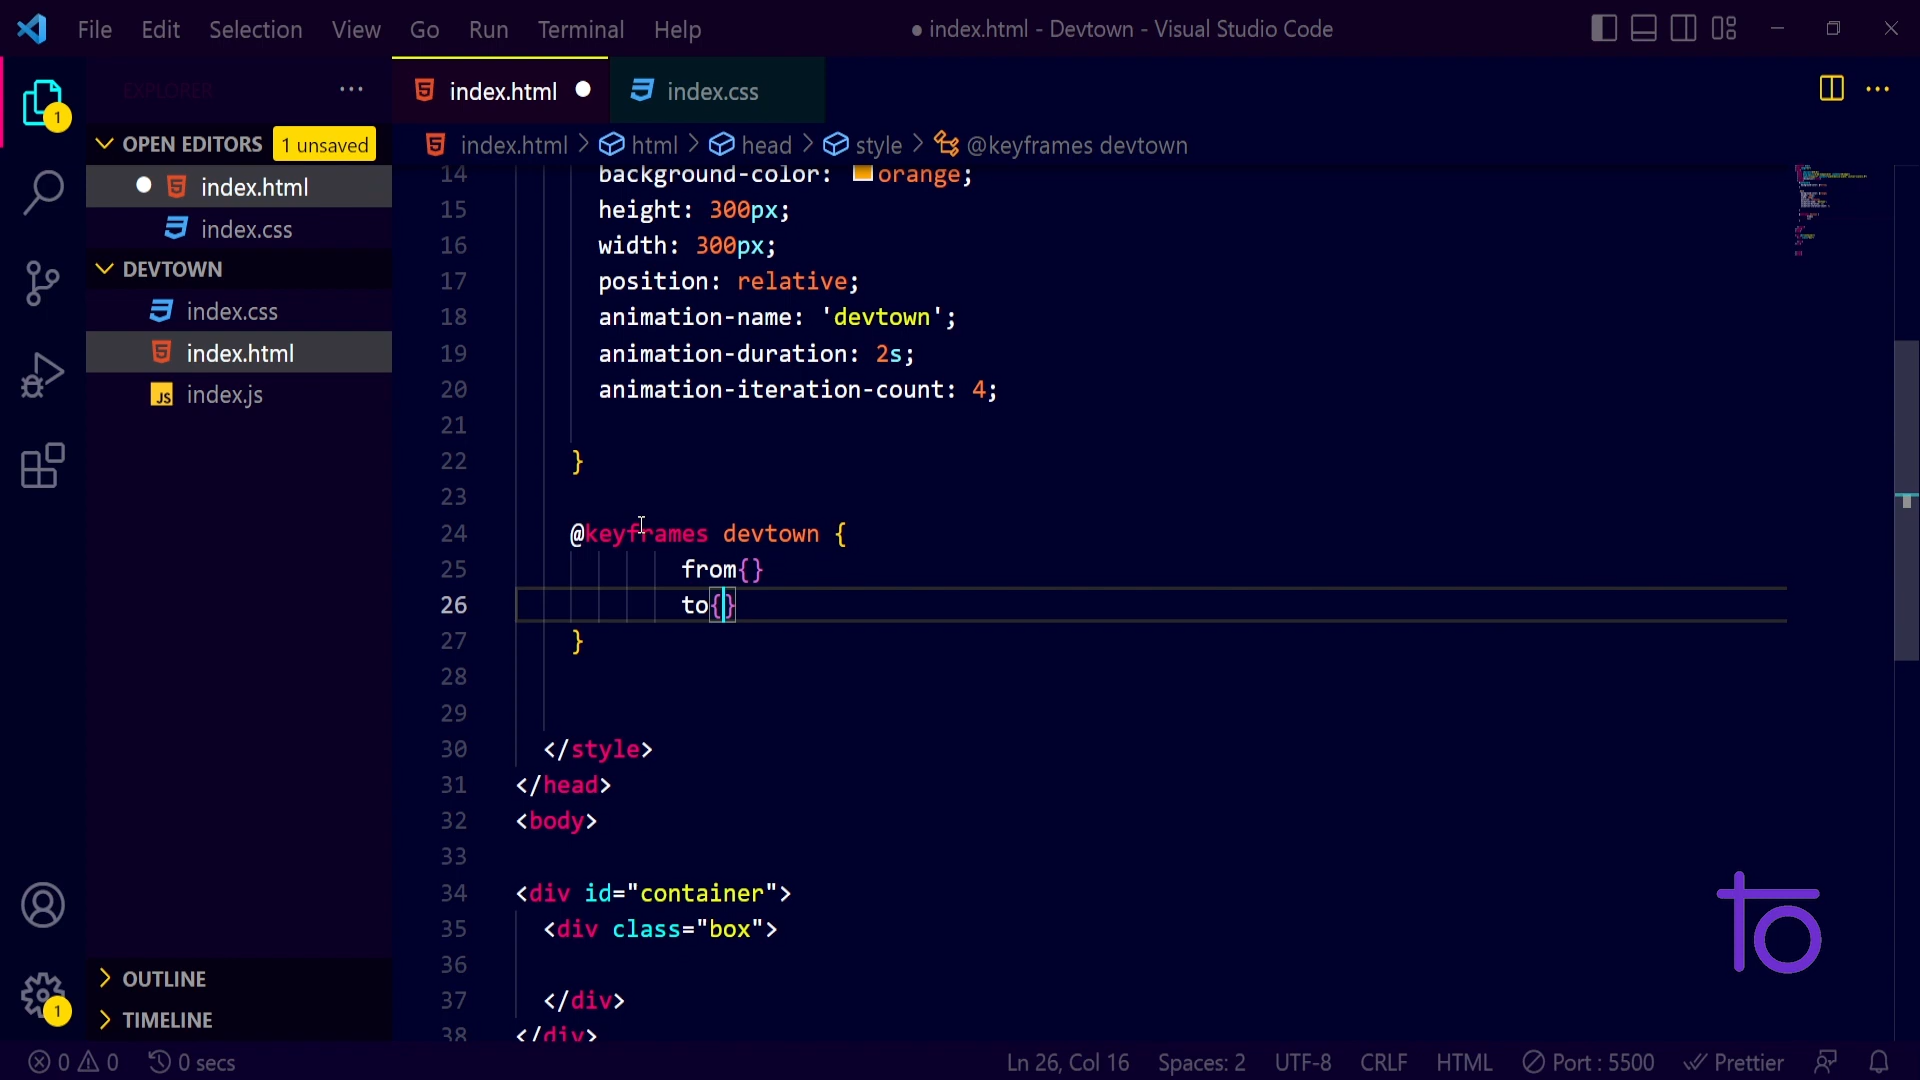 File Edit Selection View Go Run Terminal Help ● index.html - Devtown - Visual Studio Code
EXPLORER ···
index.html
index.css
1
OPEN EDITORS 1 unsaved
index.html
index.css
DEVTOWN
index.css
index.html
JS index.js
index.html > html > head > style > @keyframes devtown
14 background-color: orange;
15 height: 300px;
16 width: 300px;
17 position: relative;
18 animation-name: 'devtown';
19 animation-duration: 2s;
20 animation-iteration-count: 4;
21
22 }
23
24 @keyframes devtown {
25 from{}
26 to{}
27 }
28
29
30 </style>
31 </head>
32 <body>
33
34 <div id="container">
35 <div class="box">
36
37 </div>
38 </div>
to
OUTLINE
TIMELINE
1
0 0 0 secs Ln 26, Col 16 Spaces: 2 UTF-8 CRLF HTML Port : 5500 Prettier